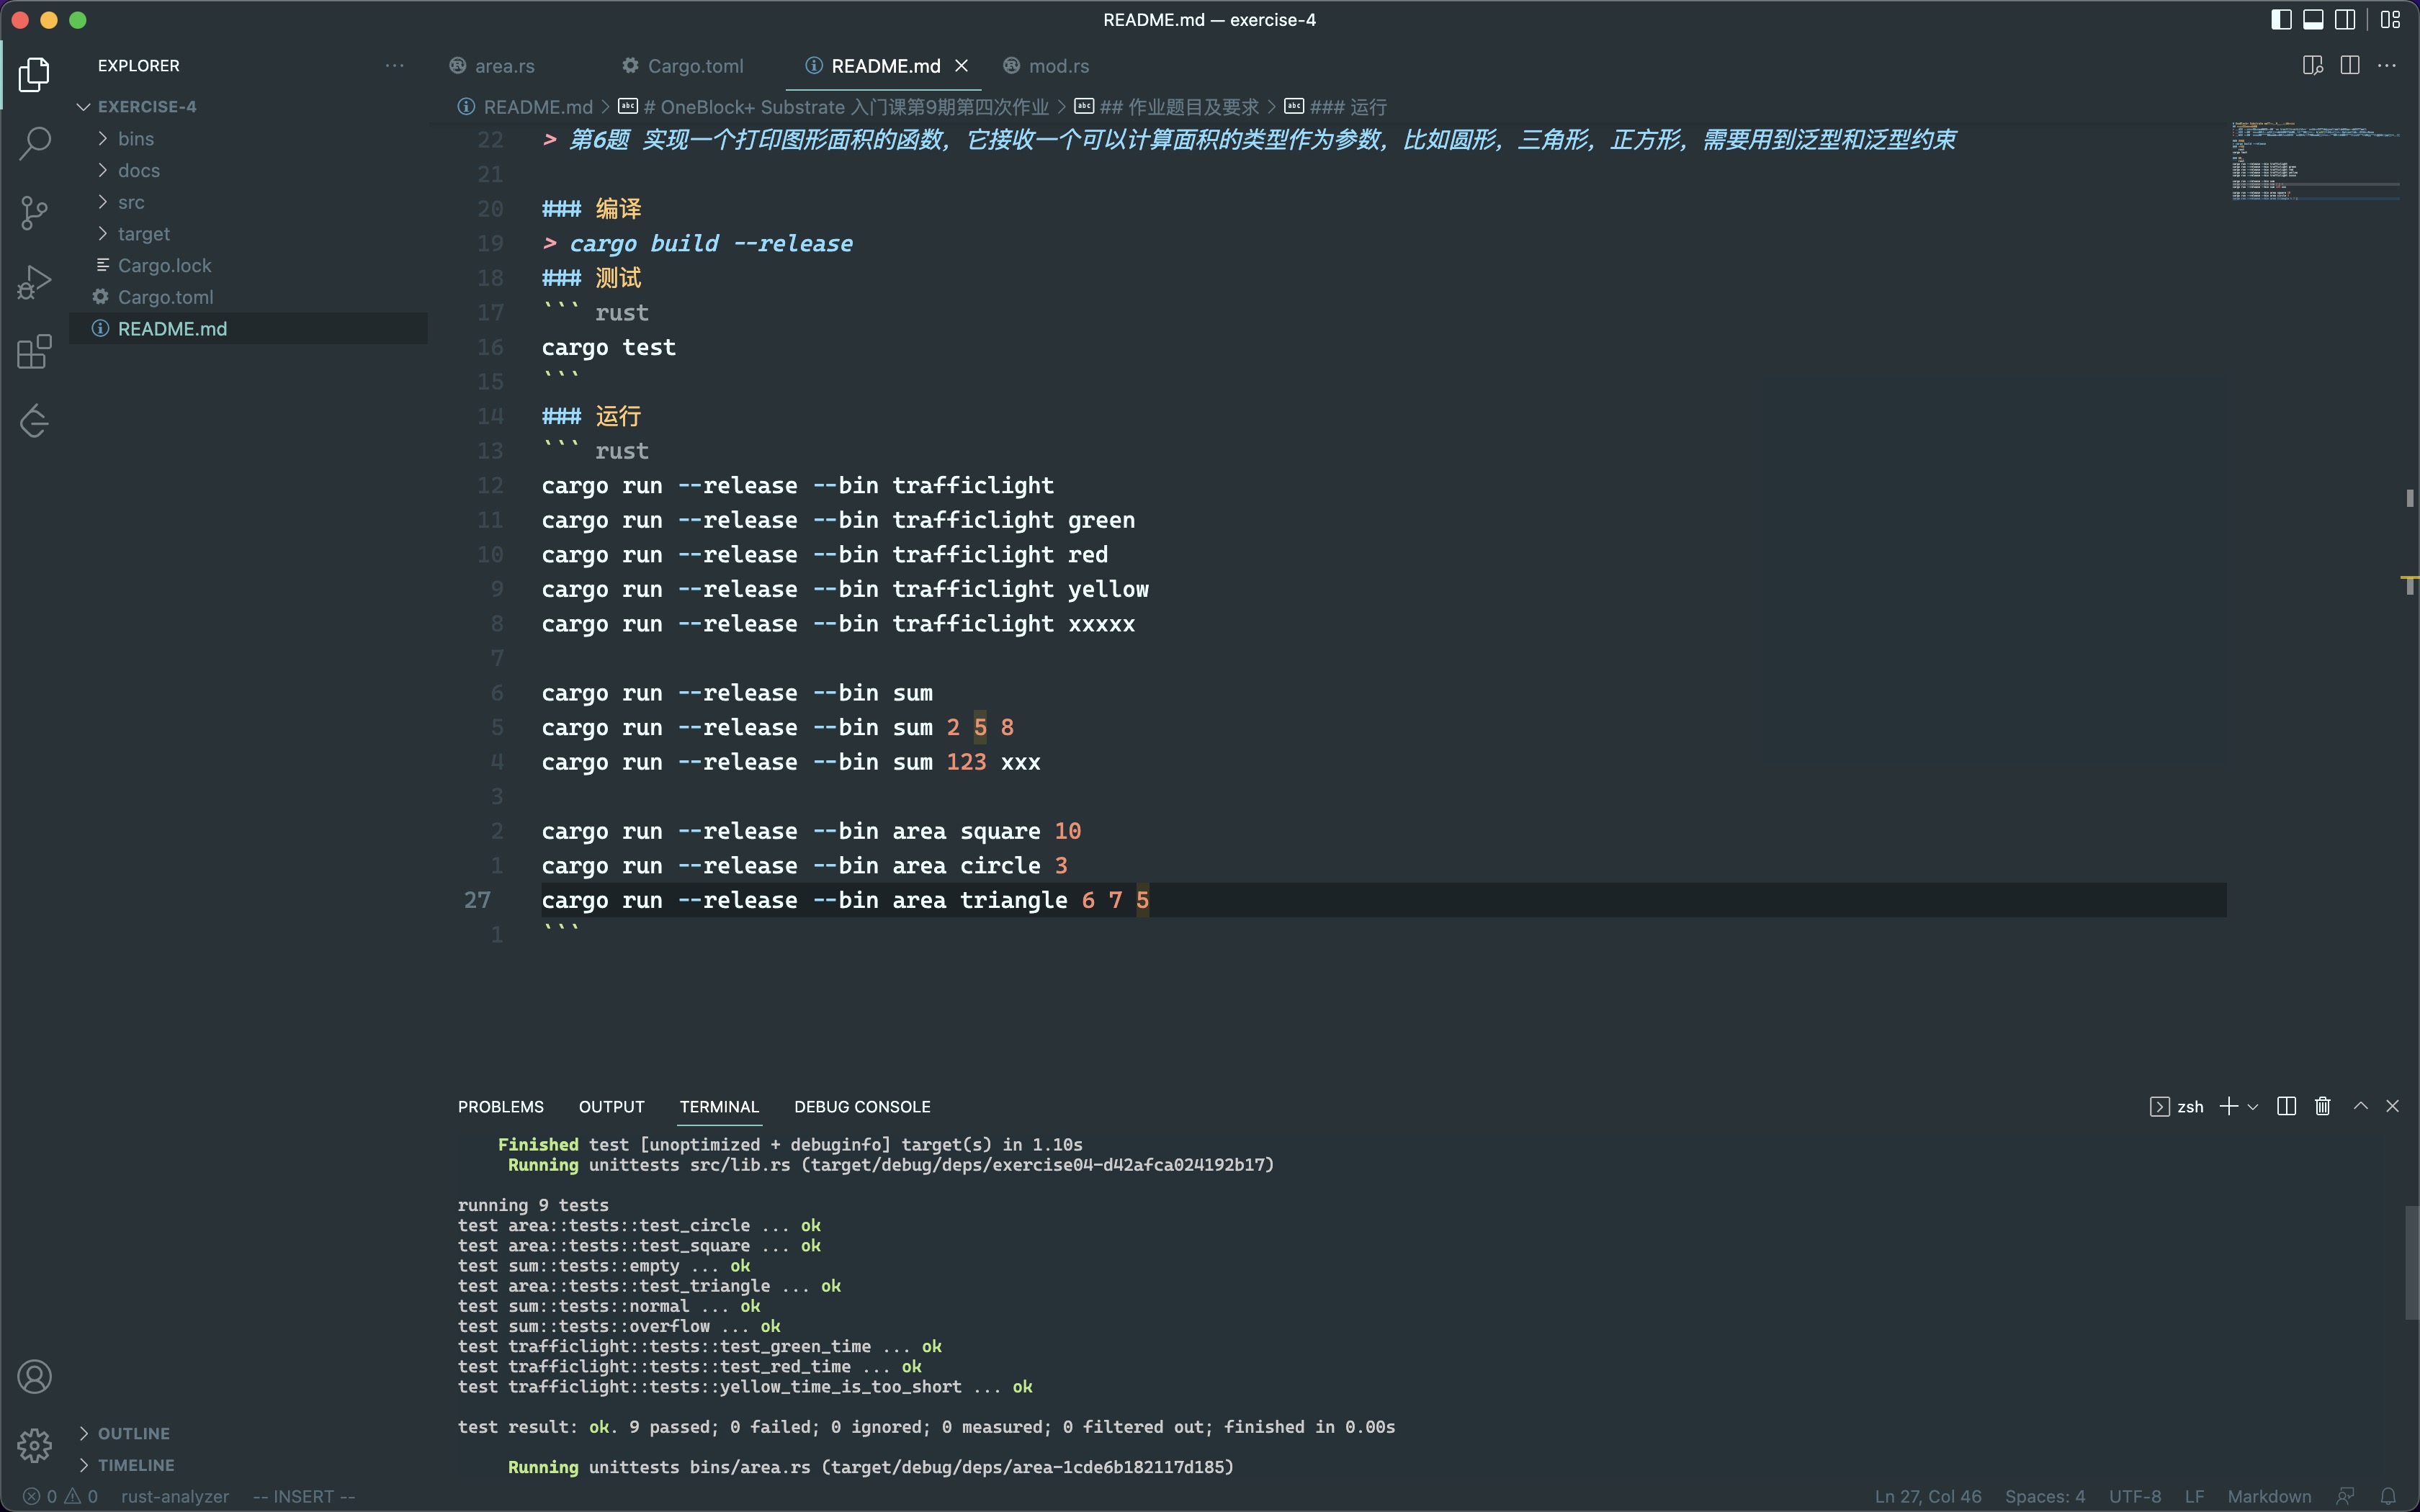 README.md — exercise-4
EXPLORER
EXERCISE-4
bins
docs
src
target
Cargo.lock
Cargo.toml
README.md
area.rs
Cargo.toml
README.md
mod.rs
README.md > # OneBlock+ Substrate 入门课第9期第四次作业 > ## 作业题目及要求 > ### 运行
22 > 第6题 实现一个打印图形面积的函数，它接收一个可以计算面积的类型作为参数，比如圆形，三角形，正方形，需要用到泛型和泛型约束
21
20 ### 编译
19 > cargo build --release
18 ### 测试
17 ``` rust
16 cargo test
15 ```
14 ### 运行
13 ``` rust
12 cargo run --release --bin trafficlight
11 cargo run --release --bin trafficlight green
10 cargo run --release --bin trafficlight red
9 cargo run --release --bin trafficlight yellow
8 cargo run --release --bin trafficlight xxxxx
7
6 cargo run --release --bin sum
5 cargo run --release --bin sum 2 5 8
4 cargo run --release --bin sum 123 xxx
3
2 cargo run --release --bin area square 10
1 cargo run --release --bin area circle 3
27 cargo run --release --bin area triangle 6 7 5
1 ```
PROBLEMS OUTPUT TERMINAL DEBUG CONSOLE
zsh
Finished test [unoptimized + debuginfo] target(s) in 1.10s
Running unittests src/lib.rs (target/debug/deps/exercise04-d42afca024192b17)
running 9 tests
test area::tests::test_circle ... ok
test area::tests::test_square ... ok
test sum::tests::empty ... ok
test area::tests::test_triangle ... ok
test sum::tests::normal ... ok
test sum::tests::overflow ... ok
test trafficlight::tests::test_green_time ... ok
test trafficlight::tests::test_red_time ... ok
test trafficlight::tests::yellow_time_is_too_short ... ok
test result: ok. 9 passed; 0 failed; 0 ignored; 0 measured; 0 filtered out; finished in 0.00s
Running unittests bins/area.rs (target/debug/deps/area-1cde6b182117d185)
OUTLINE
TIMELINE
0 0 rust-analyzer -- INSERT --
Ln 27, Col 46 Spaces: 4 UTF-8 LF Markdown